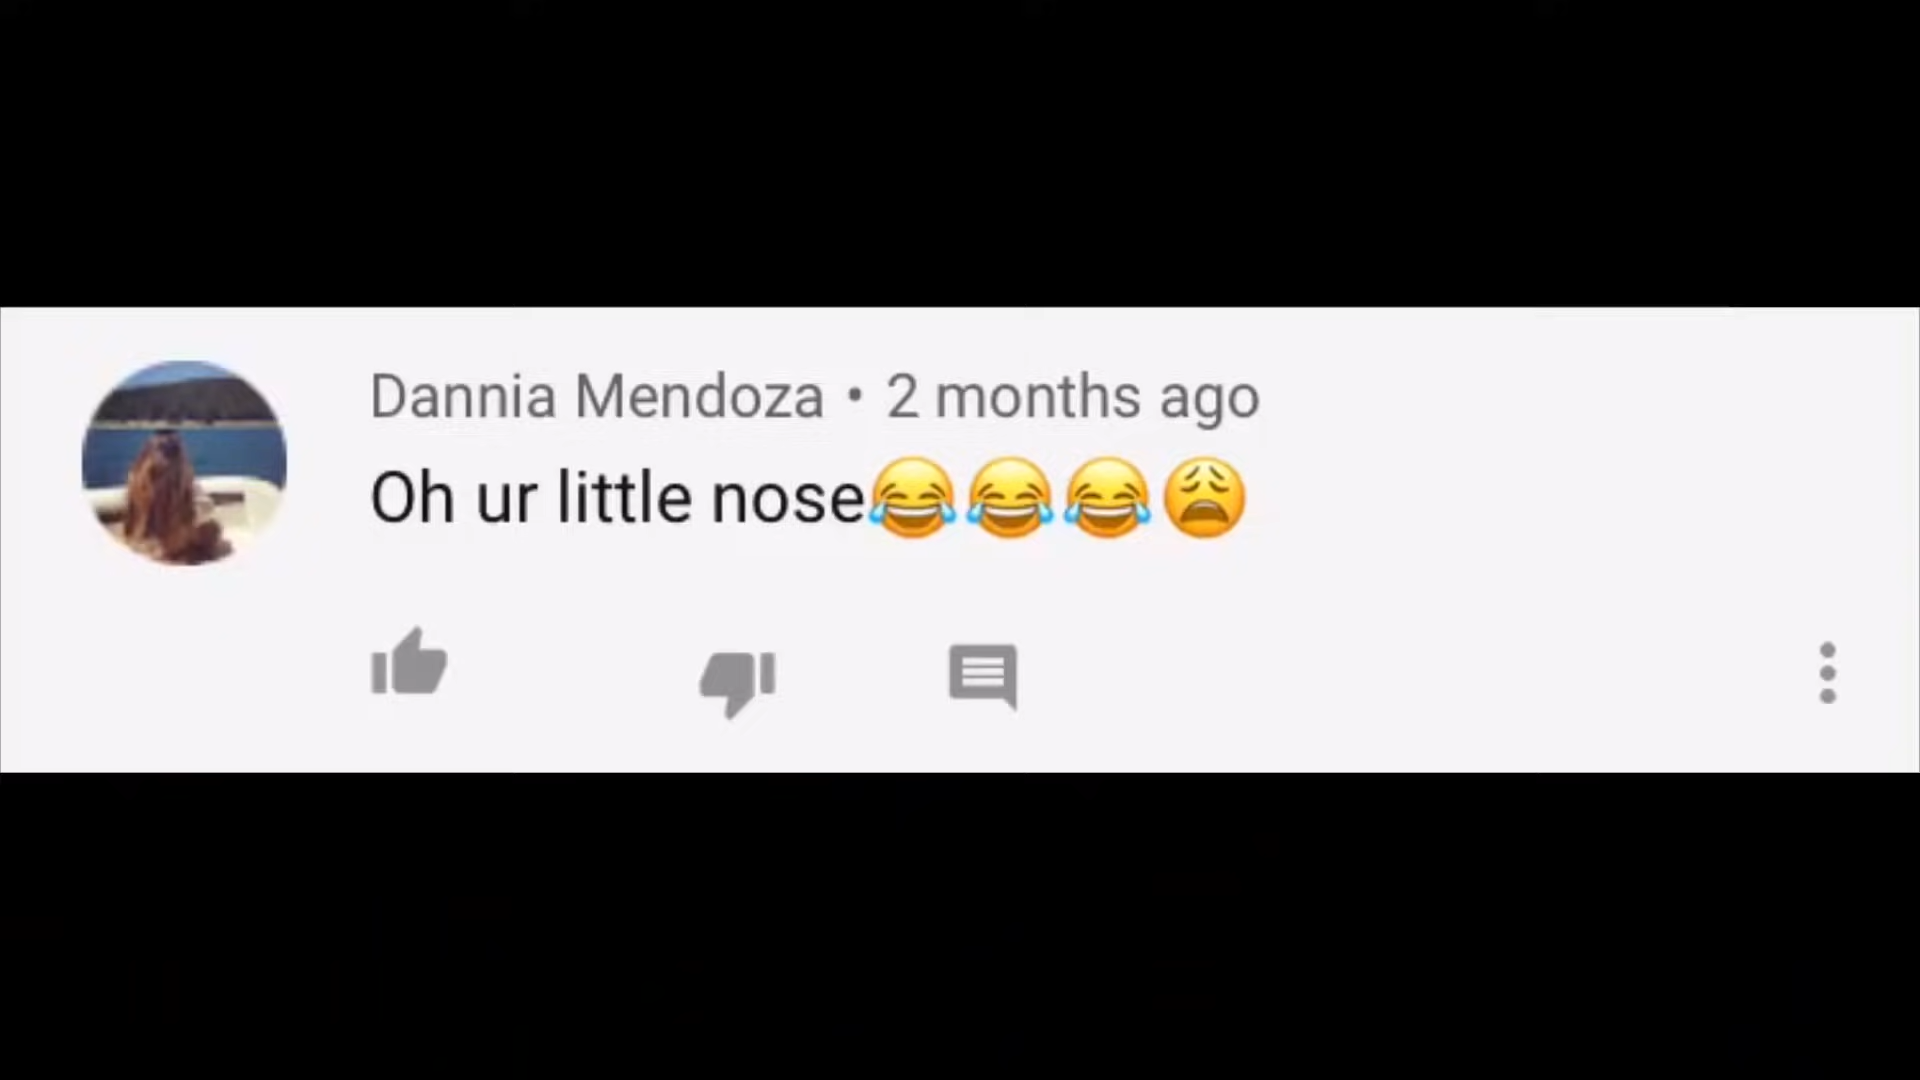 Dannia Mendoza • 2 months ago
Oh ur little nose😂😂😂😩